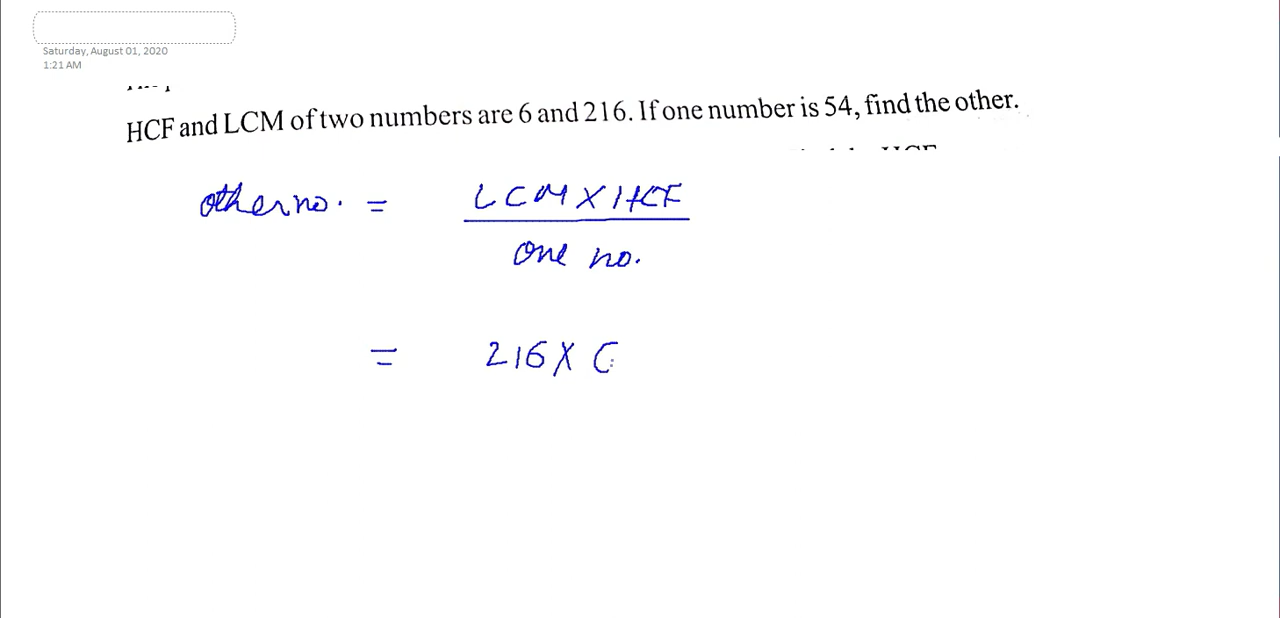 Saturday, August 01, 2020
1:21 AM
HCF and LCM of two numbers are 6 and 216. If one number is 54, find the other.
other no. = LCM X HCF
one no.
= 216 X